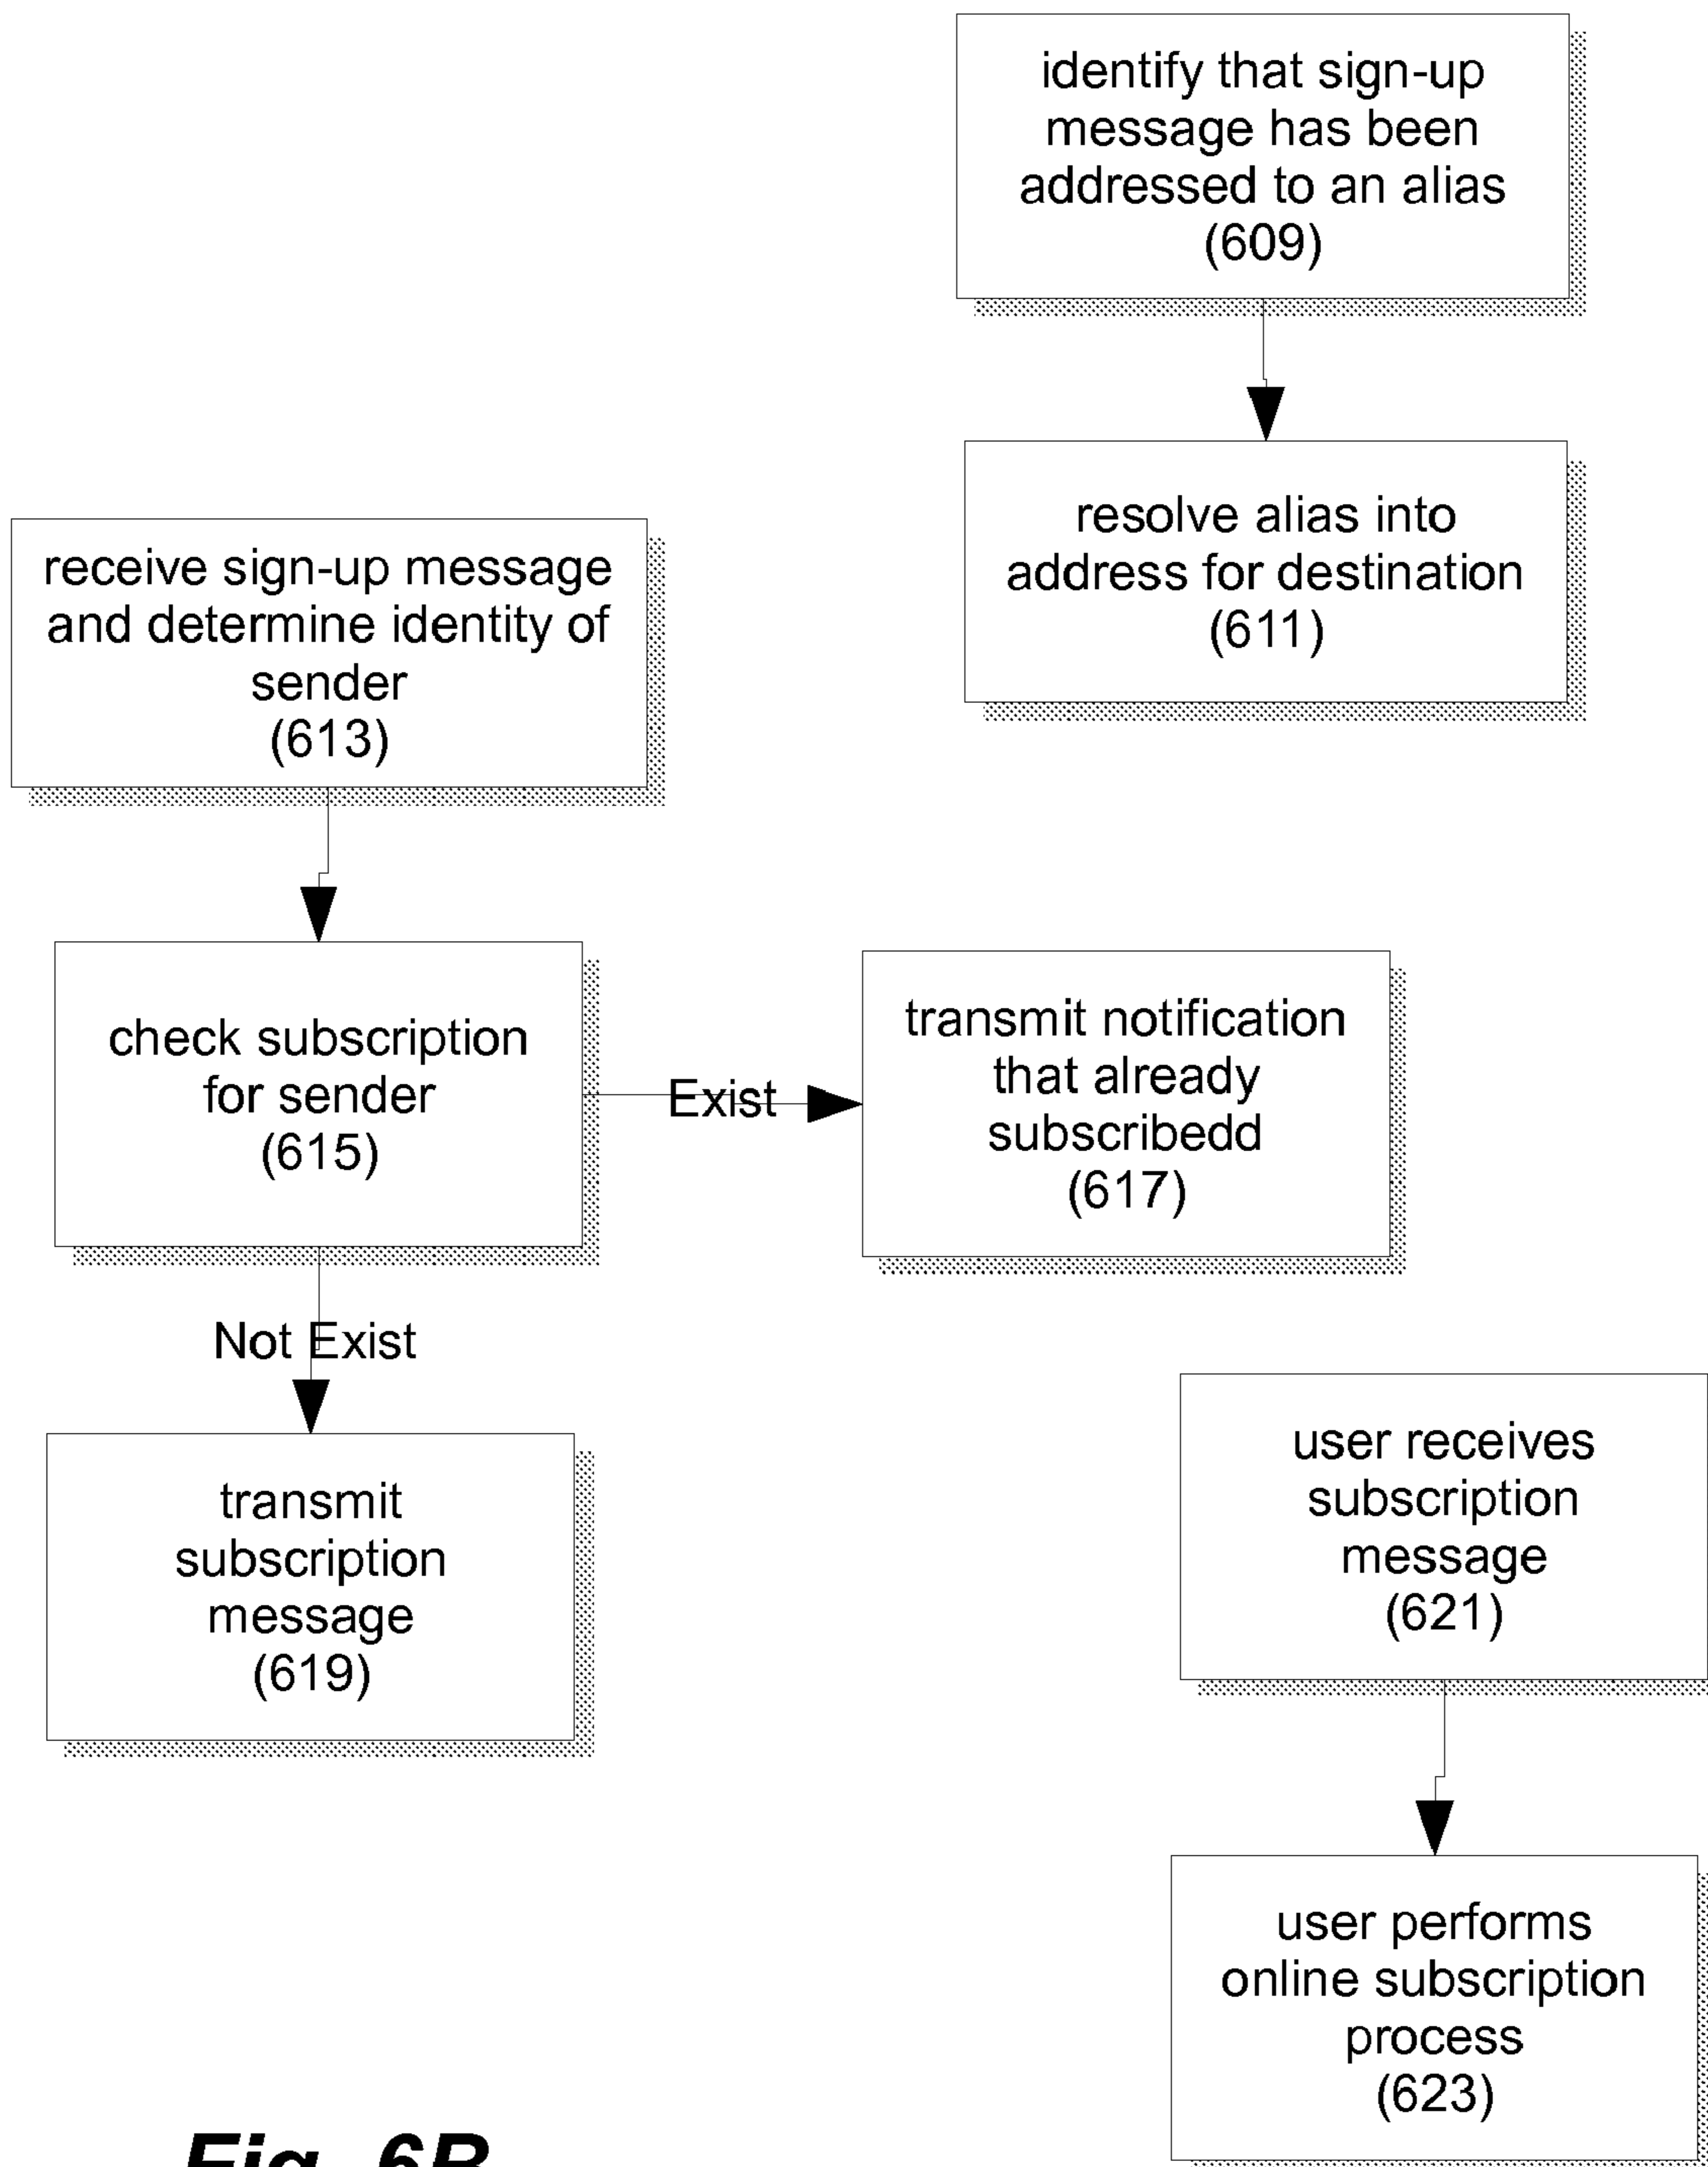 identify that sign-up
message has been
addressed to an alias
(609)
resolve alias into
address for destination
(611)
receive sign-up message
and determine identity of
sender
(613)
check subscription
for sender
(615)
Exist
transmit notification
that already
subscribedd
(617)
Not Exist
transmit
subscription
message
(619)
user receives
subscription
message
(621)
user performs
online subscription
process
(623)
Fig. 6B